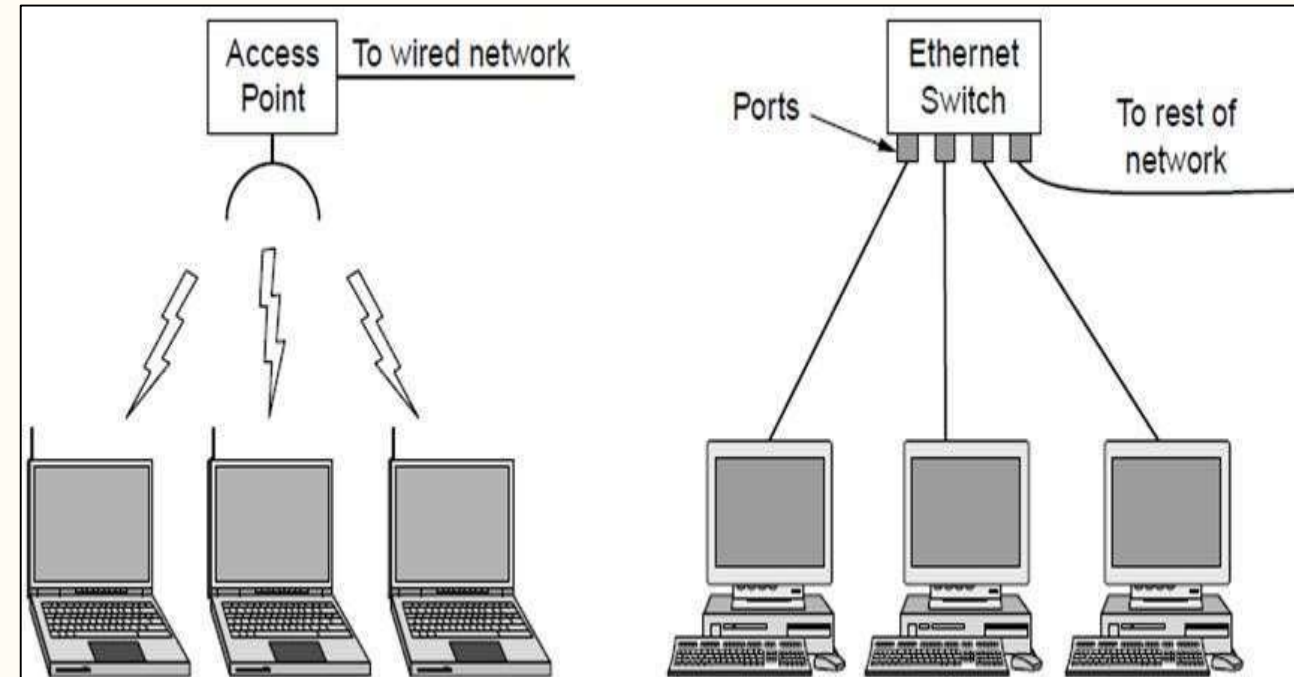 Access
Point
To wired network
Ethernet
Switch
Ports
To rest of
network